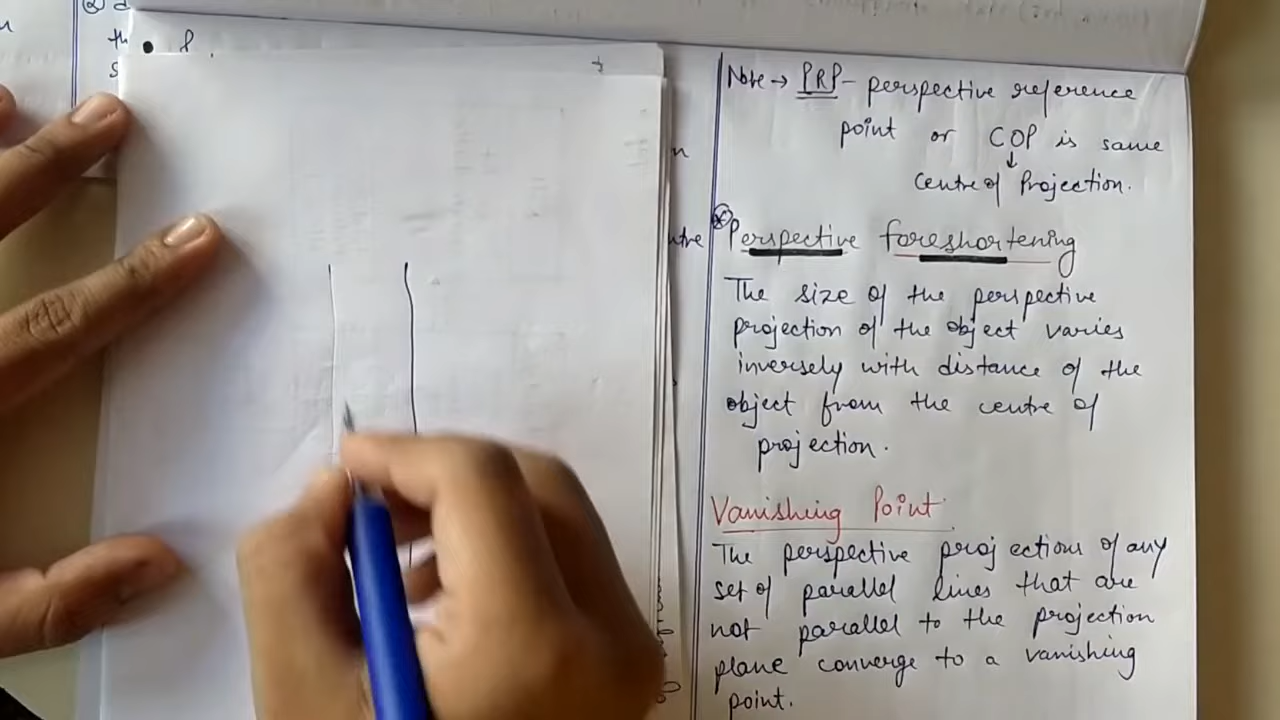 Note → PRP - perspective reference
point or COP is same
↓
Centre of Projection.
Perspective foreshortening
The size of the perspective
projection of the object varies
inversely with distance of the
object from the centre of
projection.
Vanishing Point
The perspective projections of any
set of parallel lines that are
not parallel to the projection
plane converge to a vanishing
point.